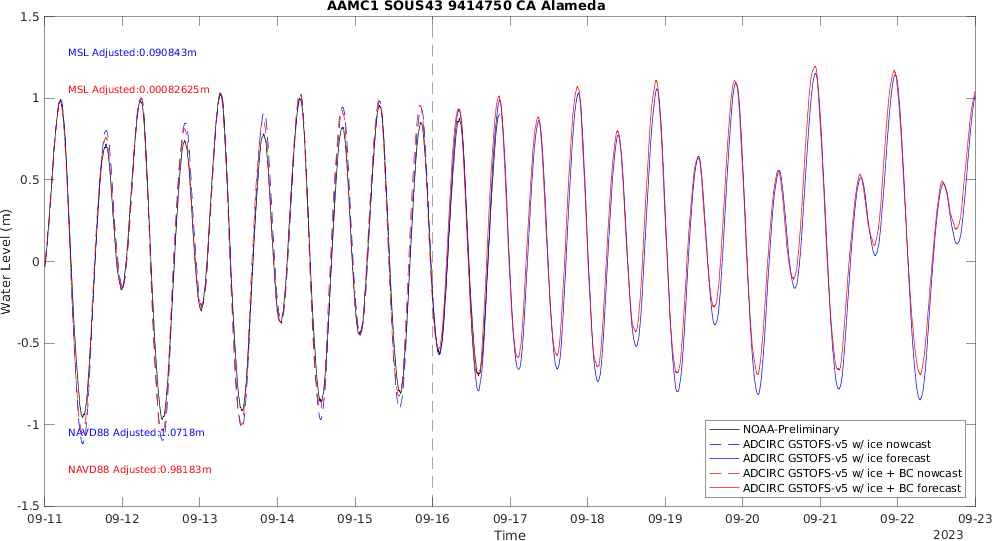 AAMC1 SOUS43 9414750 CA Alameda
1.5
MSL Adjusted:0.090843m
MSL Adjusted:0.00082625m
1
0.5
0
-0.5
-1
-1.5
Water Level (m)
NAVD88 Adjusted:1.0718m
NAVD88 Adjusted:0.98183m
NOAA-Preliminary
ADCIRC GSTOFS-v5 w/ ice nowcast
ADCIRC GSTOFS-v5 w/ ice forecast
ADCIRC GSTOFS-v5 w/ ice + BC nowcast
ADCIRC GSTOFS-v5 w/ ice + BC forecast
09-11 09-12 09-13 09-14 09-15 09-16 09-17 09-18 09-19 09-20 09-21 09-22 09-23
Time
2023